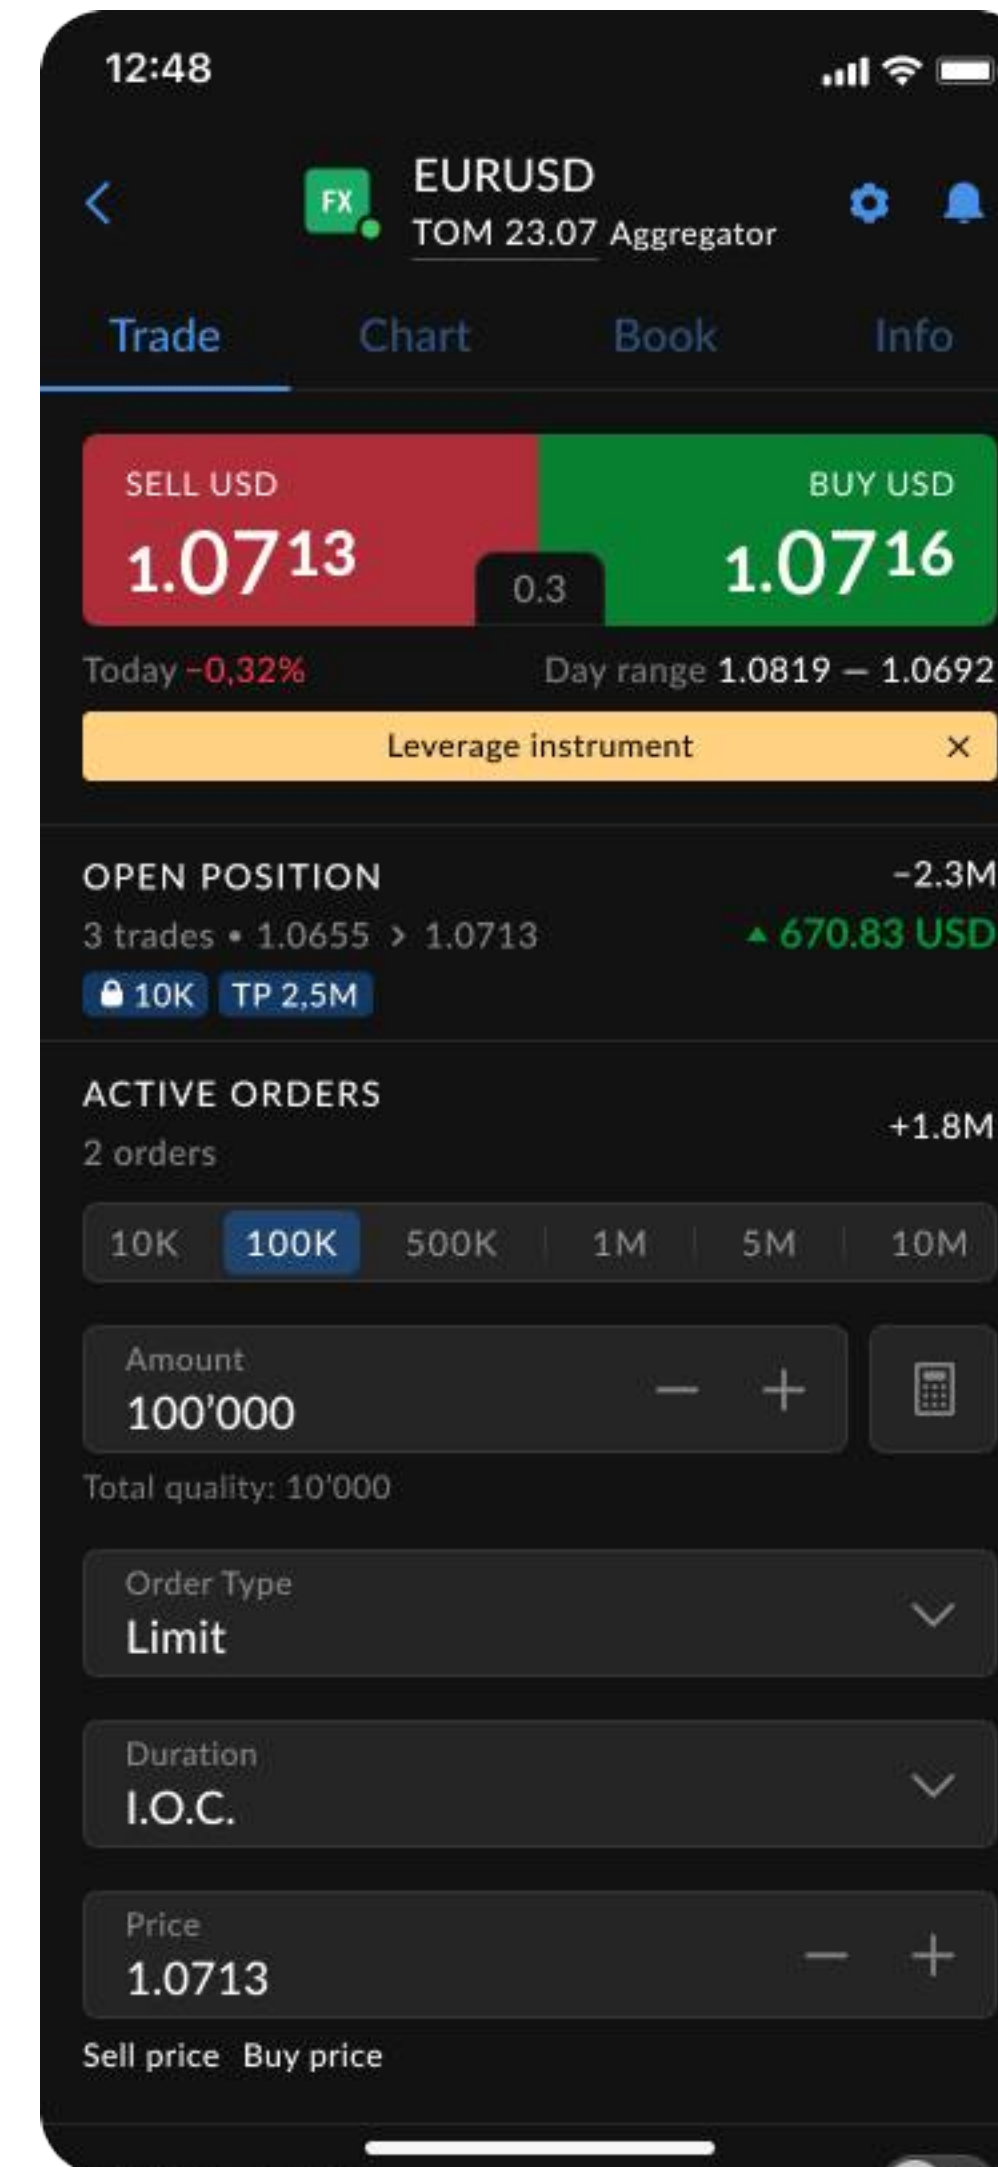 12:48
FX
EURUSD
TOM 23.07 Aggregator
Trade Chart Book Info
SELL USD BUY USD
1.0713 0.3 1.0716
Today −0,32% Day range 1.0819 – 1.0692
Leverage instrument ×
OPEN POSITION −2.3M
3 trades • 1.0655 > 1.0713 ▲ 670.83 USD
10K TP 2,5M
ACTIVE ORDERS
+1.8M
2 orders
10K 100K 500K 1M 5M 10M
Amount
100’000
Total quality: 10'000
Order Type
Limit
Duration
I.O.C.
Price
1.0713
Sell price Buy price